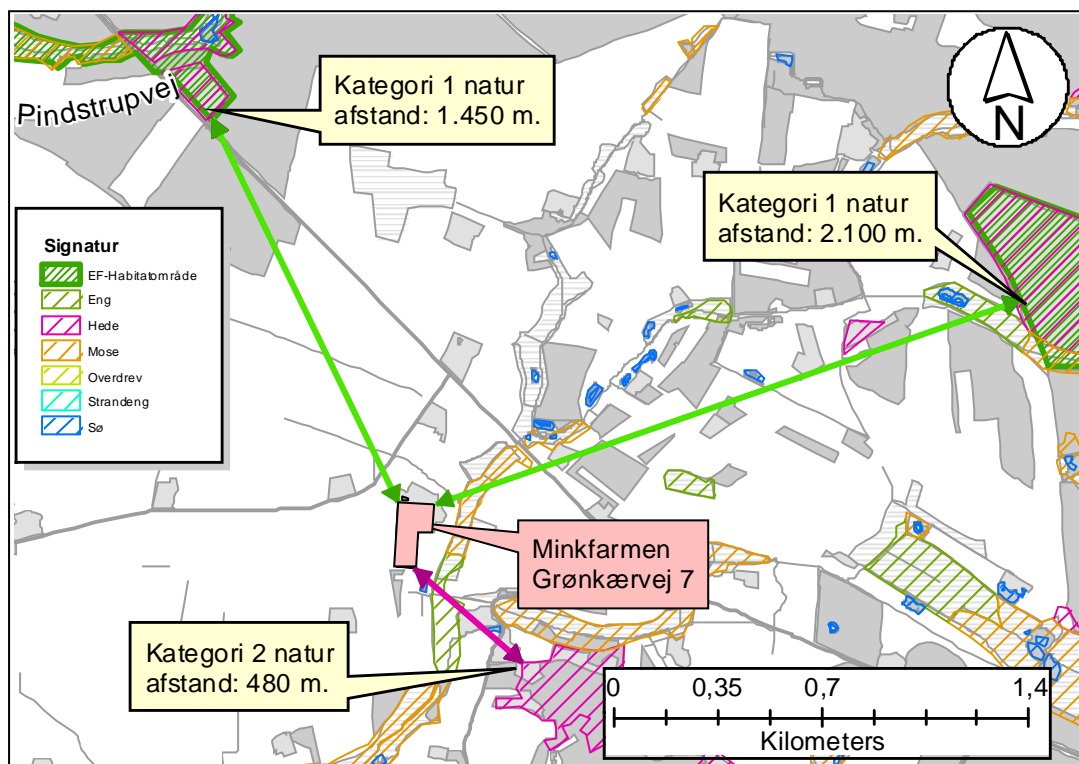 Kategori 1 natur
afstand: 1.450 m.
Pindstrupvej
N
Kategori 1 natur
afstand: 2.100 m.
Signatur
EF-Habitatområde
Eng
Hede
Mose
Overdrev
Strandeng
Sø
Minkfarmen
Grønkærvej 7
Kategori 2 natur
afstand: 480 m.
0 0,35 0,7 1,4
Kilometers